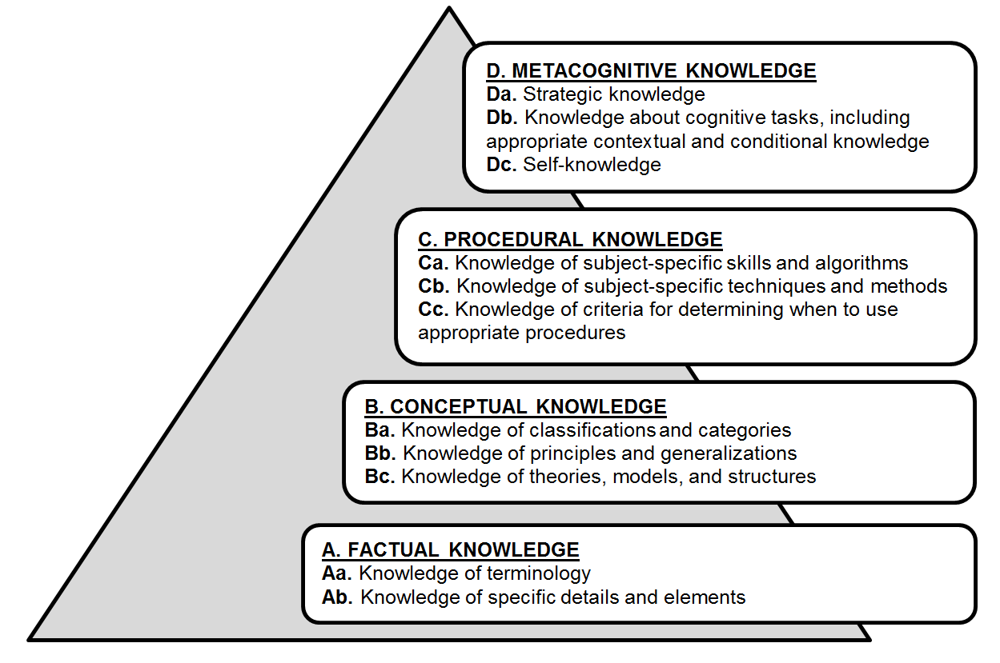 D. METACOGNITIVE KNOWLEDGE
Da. Strategic knowledge
Db. Knowledge about cognitive tasks, including
appropriate contextual and conditional knowledge
Dc. Self-knowledge
C. PROCEDURAL KNOWLEDGE
Ca. Knowledge of subject-specific skills and algorithms
Cb. Knowledge of subject-specific techniques and methods
Cc. Knowledge of criteria for determining when to use
appropriate procedures
B. CONCEPTUAL KNOWLEDGE
Ba. Knowledge of classifications and categories
Bb. Knowledge of principles and generalizations
Bc. Knowledge of theories, models, and structures
A. FACTUAL KNOWLEDGE
Aa. Knowledge of terminology
Ab. Knowledge of specific details and elements